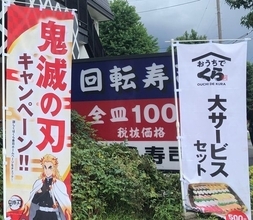 鬼滅の刃
キャンペーン!!
回転寿
全皿100
税抜価格
寿司
おうちで
くら
大サービス
セット